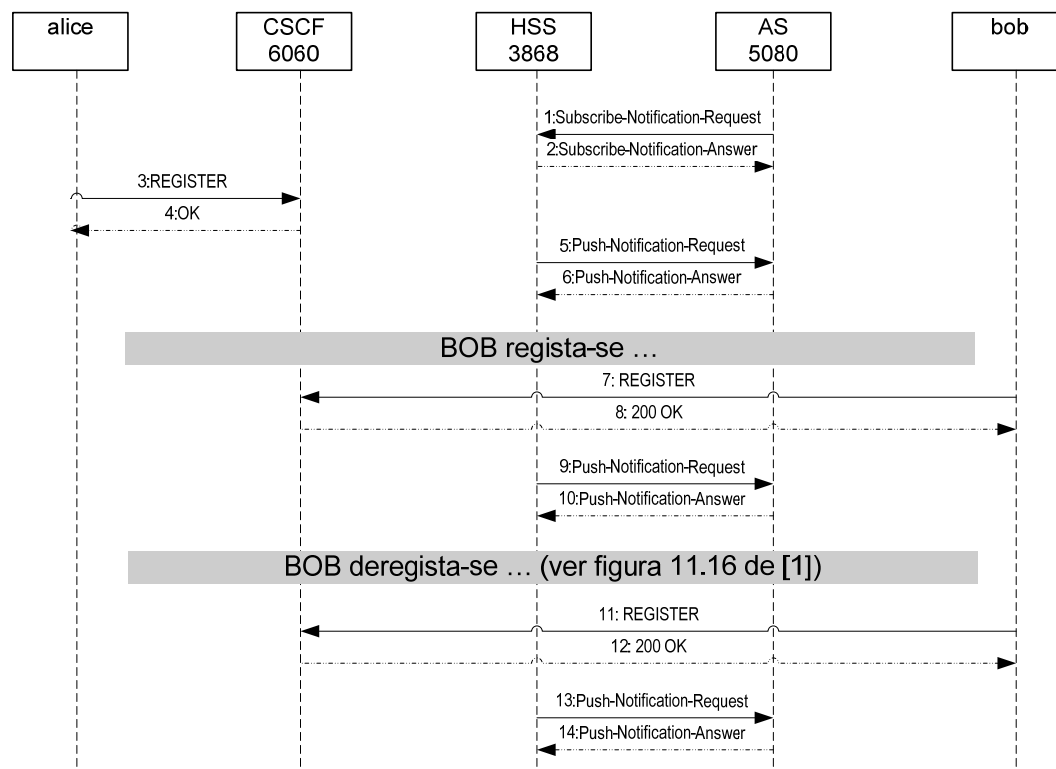 alice
CSCF
6060
HSS
3868
AS
5080
bob
1:Subscribe-Notification-Request
2:Subscribe-Notification-Answer
3:REGISTER
4:OK
5:Push-Notification-Request
6:Push-Notification-Answer
BOB regista-se …
7: REGISTER
8: 200 OK
9:Push-Notification-Request
10:Push-Notification-Answer
BOB deregista-se … (ver figura 11.16 de [1])
11: REGISTER
12: 200 OK
13:Push-Notification-Request
14:Push-Notification-Answer